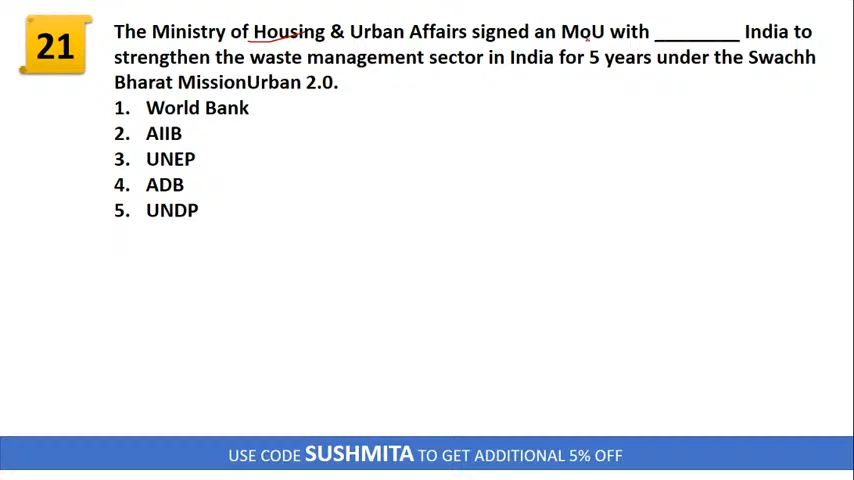 21
The Ministry of Housing & Urban Affairs signed an MoU with ________ India to
strengthen the waste management sector in India for 5 years under the Swachh
Bharat MissionUrban 2.0.
1. World Bank
2. AIIB
3. UNEP
4. ADB
5. UNDP
USE CODE SUSHMITA TO GET ADDITIONAL 5% OFF